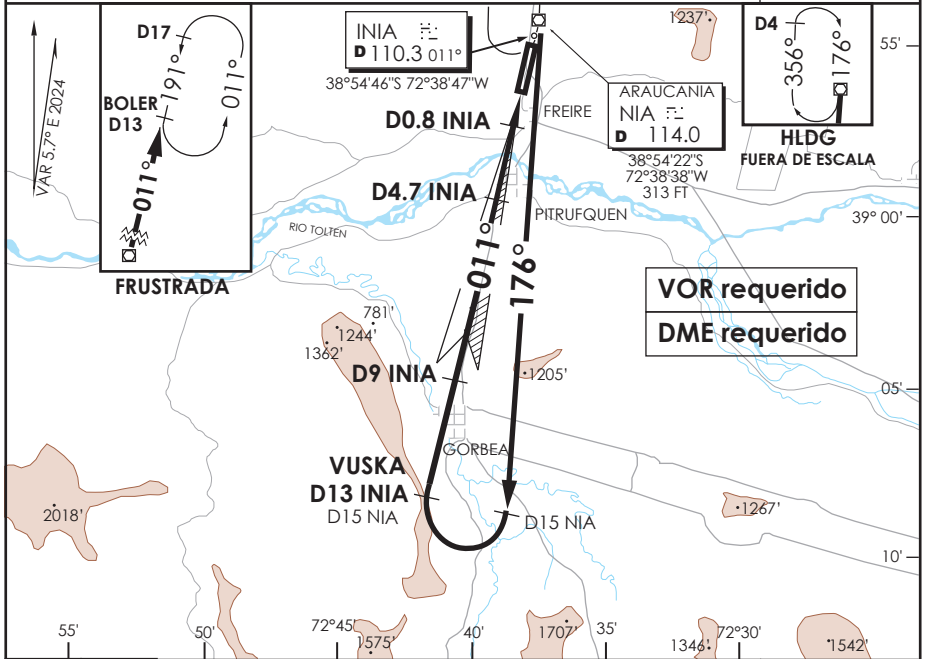 D17
191°
011°
BOLER
D13
011°
VAR 5.7° E 2024
FRUSTRADA
INIA
D 110.3 011°
38°54'46"S 72°38'47"W
D0.8 INIA
FREIRE
ARAUCANIA
NIA
D 114.0
38°54'22"S
72°38'38"W
313 FT
1237'
D4
356°
176°
HLDG
FUERA DE ESCALA
55'
D4.7 INIA
PITRUFQUEN
RIO TOLTEN
39° 00'
011°
176°
VOR requerido
DME requerido
781'
1244'
1362'
D9 INIA
1205'
05'
GORBEA
VUSKA
D13 INIA
D15 NIA
D15 NIA
2018'
1267'
10'
55'
50'
72°45'
1575'
40'
1707'
35'
1346'
72°30'
1542'